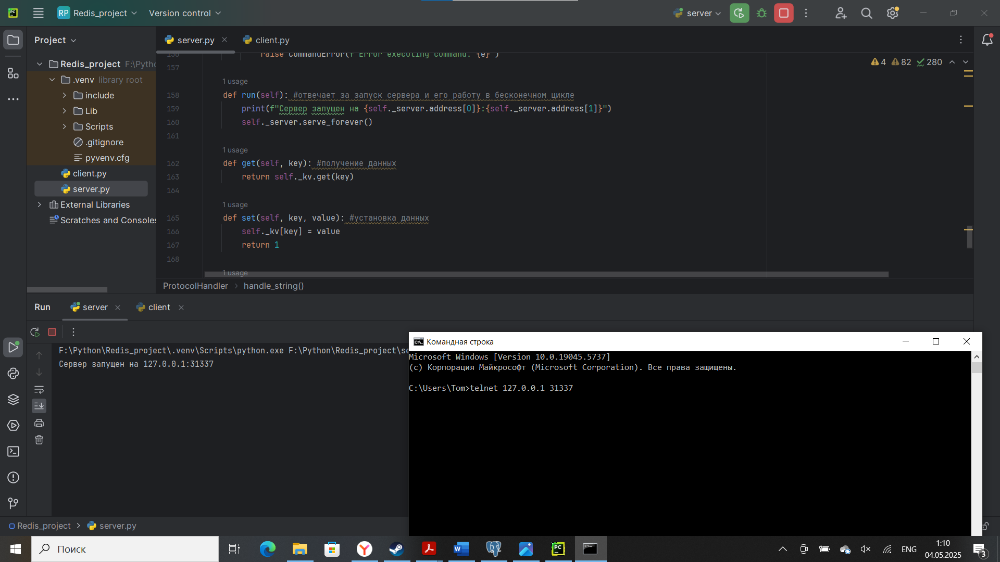 RP Redis_project Version control server
Project
server.py client.py
Redis_project F:\Pytho
.venv library root
include
Lib
Scripts
.gitignore
pyvenv.cfg
client.py
server.py
External Libraries
Scratches and Consoles
4 82 280
156 raise CommandError(f"Error executing command: {e}")
157
1 usage
158 def run(self): #отвечает за запуск сервера и его работу в бесконечном цикле
159 print(f"Сервер запущен на {self._server.address[0]}:{self._server.address[1]}")
160 self._server.serve_forever()
161
1 usage
162 def get(self, key): #получение данных
163 return self._kv.get(key)
164
1 usage
165 def set(self, key, value): #установка данных
166 self._kv[key] = value
167 return 1
168
1 usage
ProtocolHandler > handle_string()
Run server client
F:\Python\Redis_project\.venv\Scripts\python.exe F:\Python\Redis_project\se
Сервер запущен на 127.0.0.1:31337
Командная строка
Microsoft Windows [Version 10.0.19045.5737]
(c) Корпорация Майкрософт (Microsoft Corporation). Все права защищены.
C:\Users\Tom>telnet 127.0.0.1 31337
Redis_project > server.py
Поиск
ENG
1:10
04.05.2025
3